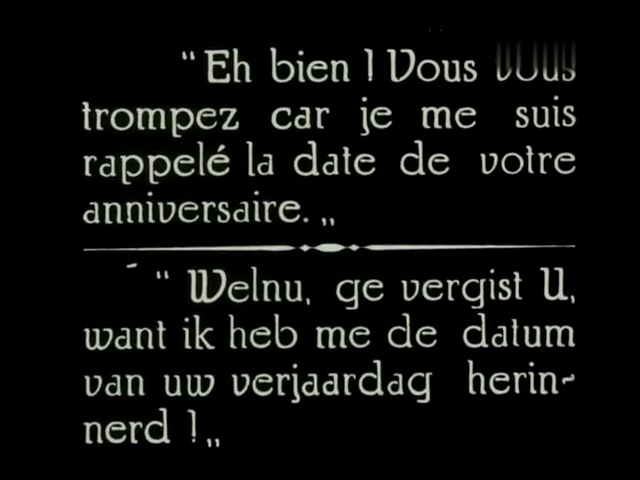 “Eh bien ! Vous vous
trompez car je me suis
rappelé la date de votre
anniversaire.„
“ Welnu, ge vergist U,
want ik heb me de datum
van uw verjaardag herin-
nerd !„